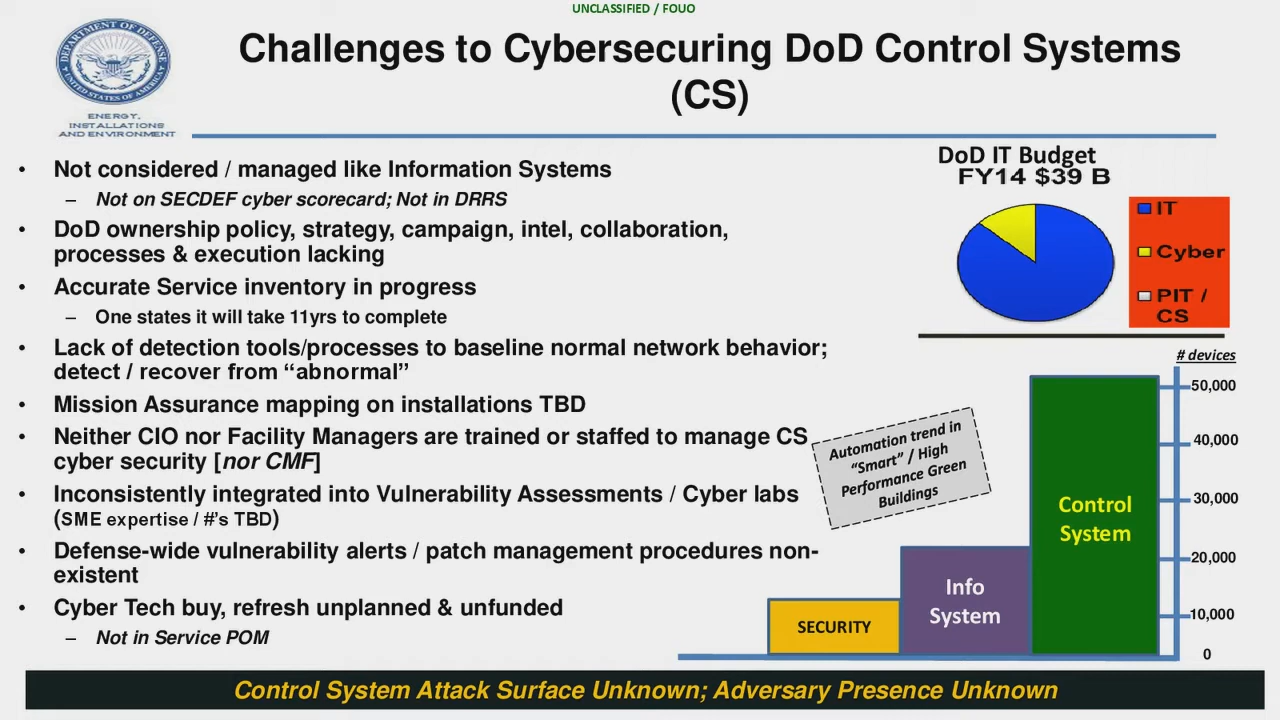 UNCLASSIFIED / FOUO
DEPARTMENT OF DEFENSE
UNITED STATES OF AMERICA
ENERGY,
INSTALLATIONS
AND ENVIRONMENT
Challenges to Cybersecuring DoD Control Systems
(CS)
• Not considered / managed like Information Systems
– Not on SECDEF cyber scorecard; Not in DRRS
• DoD ownership policy, strategy, campaign, intel, collaboration,
processes & execution lacking
• Accurate Service inventory in progress
– One states it will take 11yrs to complete
• Lack of detection tools/processes to baseline normal network behavior;
detect / recover from “abnormal”
• Mission Assurance mapping on installations TBD
• Neither CIO nor Facility Managers are trained or staffed to manage CS
cyber security [nor CMF]
• Inconsistently integrated into Vulnerability Assessments / Cyber labs
(SME expertise / #’s TBD)
• Defense-wide vulnerability alerts / patch management procedures non-
existent
• Cyber Tech buy, refresh unplanned & unfunded
– Not in Service POM
DoD IT Budget
FY14 $39 B
IT
Cyber
PIT /
CS
# devices
50,000
40,000
30,000
20,000
10,000
0
Automation trend in
“Smart” / High
Performance Green
Buildings
Control
System
Info
System
SECURITY
Control System Attack Surface Unknown; Adversary Presence Unknown